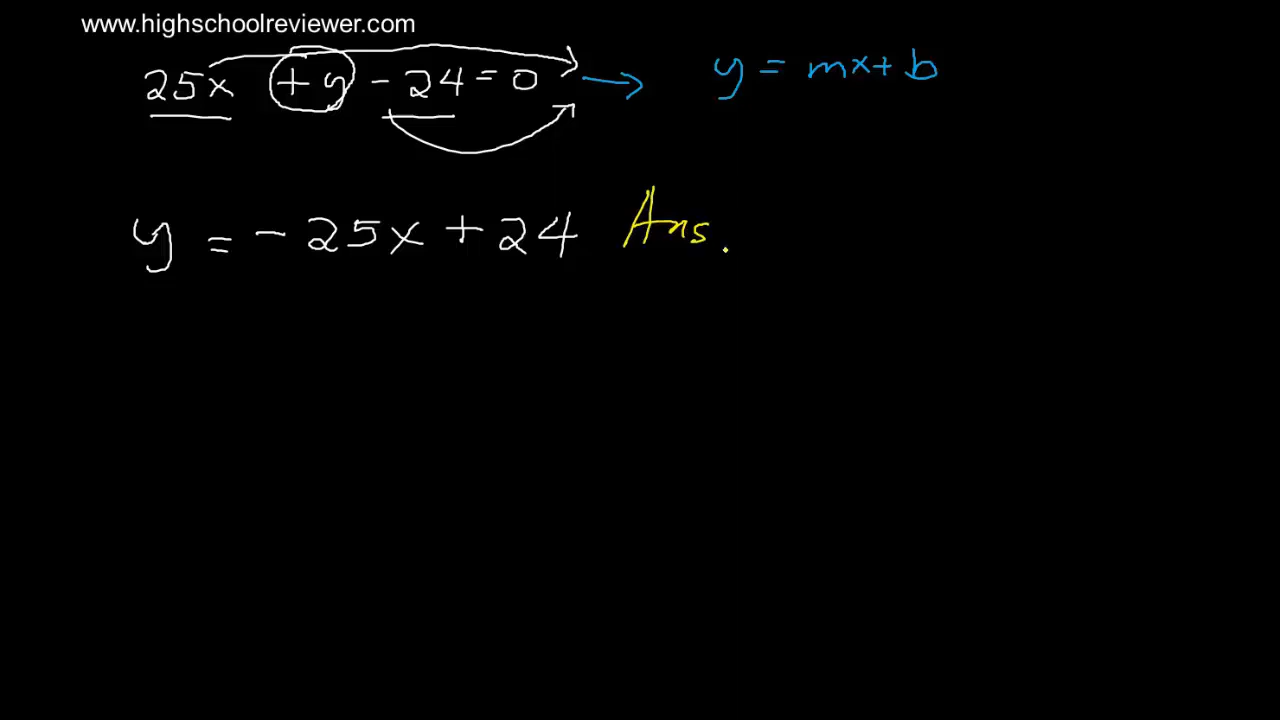 www.highschoolreviewer.com
25x + y - 24 = 0 → y = mx + b
y = - 25x + 24 Ans.